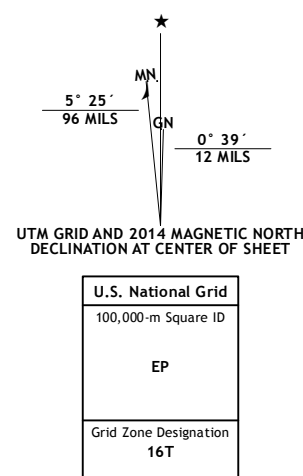 MN.
5° 25´
96 MILS
GN
0° 39´
12 MILS
UTM GRID AND 2014 MAGNETIC NORTH
DECLINATION AT CENTER OF SHEET
U.S. National Grid
100,000-m Square ID
EP
Grid Zone Designation
16T